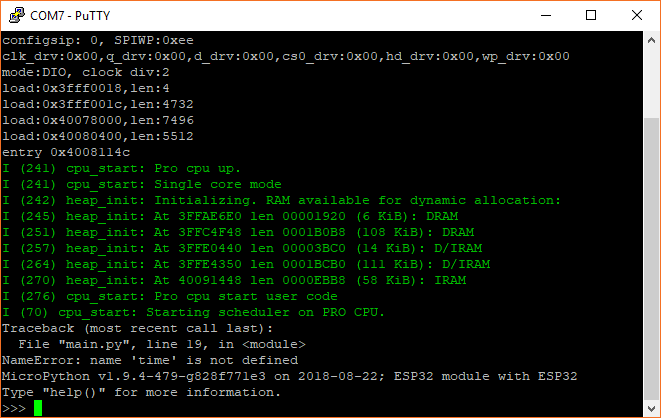 COM7 - PuTTY
configsip: 0, SPIWP:0xee
clk_drv:0x00,q_drv:0x00,d_drv:0x00,cs0_drv:0x00,hd_drv:0x00,wp_drv:0x00
mode:DIO, clock div:2
load:0x3fff0018,len:4
load:0x3fff001c,len:4732
load:0x40078000,len:7496
load:0x40080400,len:5512
entry 0x4008114c
I (241) cpu_start: Pro cpu up.
I (241) cpu_start: Single core mode
I (242) heap_init: Initializing. RAM available for dynamic allocation:
I (245) heap_init: At 3FFAE6E0 len 00001920 (6 KiB): DRAM
I (251) heap_init: At 3FFC4F48 len 0001B0B8 (108 KiB): DRAM
I (257) heap_init: At 3FFE0440 len 00003BC0 (14 KiB): D/IRAM
I (264) heap_init: At 3FFE4350 len 0001BCB0 (111 KiB): D/IRAM
I (270) heap_init: At 40091448 len 0000EBB8 (58 KiB): IRAM
I (276) cpu_start: Pro cpu start user code
I (70) cpu_start: Starting scheduler on PRO CPU.
Traceback (most recent call last):
  File "main.py", line 19, in <module>
NameError: name 'time' is not defined
MicroPython v1.9.4-479-g828f771e3 on 2018-08-22; ESP32 module with ESP32
Type "help()" for more information.
>>>